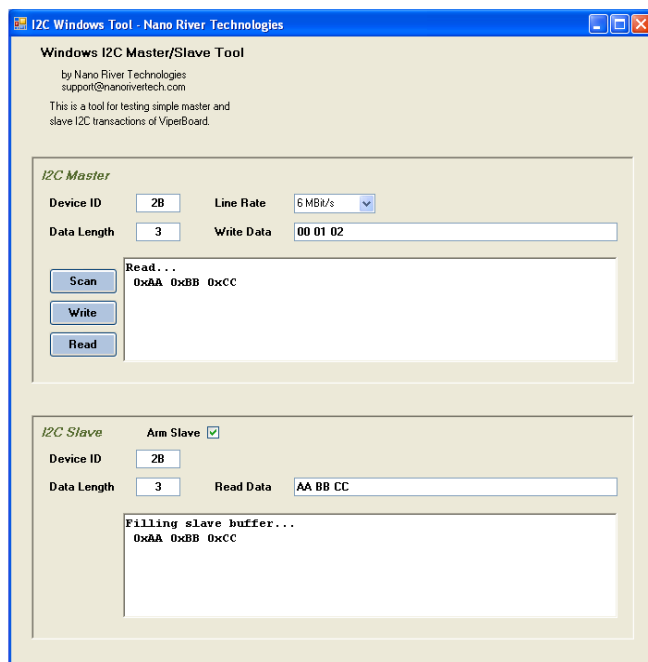 I2C Windows Tool - Nano River Technologies
Windows I2C Master/Slave Tool
by Nano River Technologies
support@nanorivertech.com
This is a tool for testing simple master and
slave I2C transactions of ViperBoard.
I2C Master
Device ID 2B Line Rate 6 MBit/s
Data Length 3 Write Data 00 01 02
Scan
Write
Read
Read...
0xAA 0xBB 0xCC
I2C Slave Arm Slave
Device ID 2B
Data Length 3 Read Data AA BB CC
Filling slave buffer...
0xAA 0xBB 0xCC